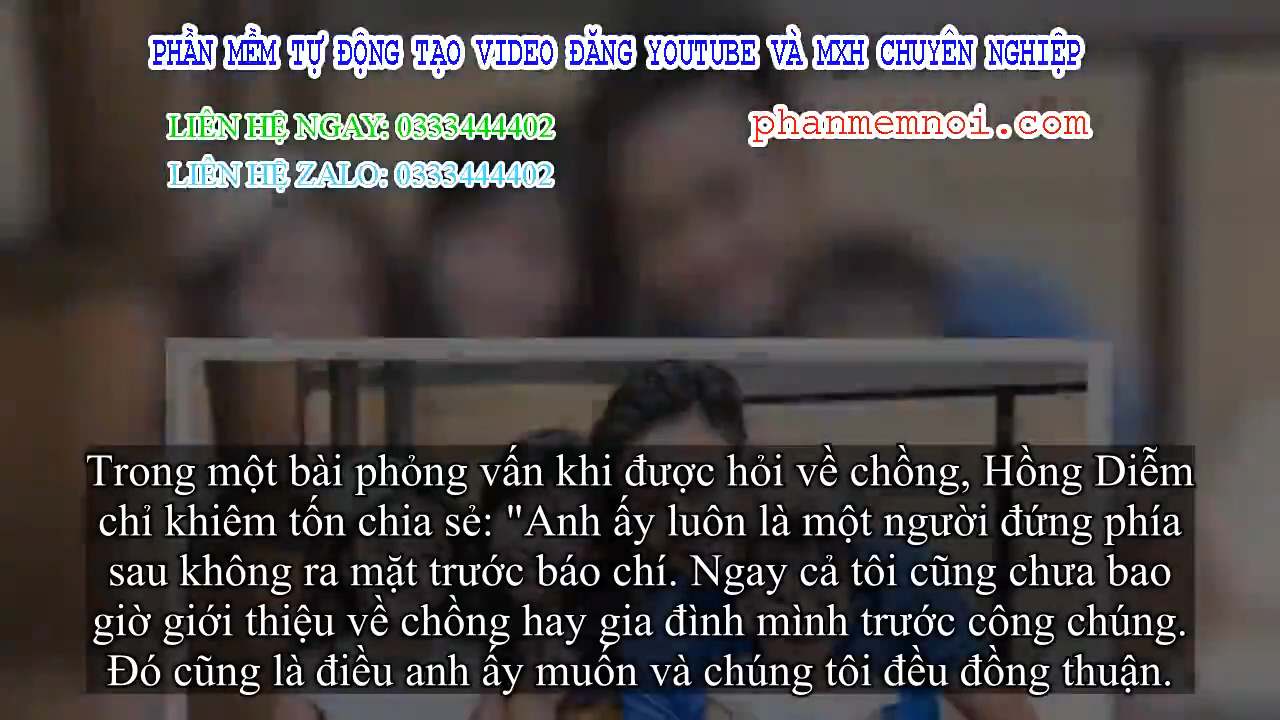 PHẦN MỀM TỰ ĐỘNG TẠO VIDEO ĐĂNG YOUTUBE VÀ MXH CHUYÊN NGHIỆP
LIÊN HỆ NGAY: 0333444402
phanmemnoi.com
LIÊN HỆ ZALO: 0333444402
Trong một bài phỏng vấn khi được hỏi về chồng, Hồng Diễm
chỉ khiêm tốn chia sẻ: "Anh ấy luôn là một người đứng phía
sau không ra mặt trước báo chí. Ngay cả tôi cũng chưa bao
giờ giới thiệu về chồng hay gia đình mình trước công chúng.
Đó cũng là điều anh ấy muốn và chúng tôi đều đồng thuận.